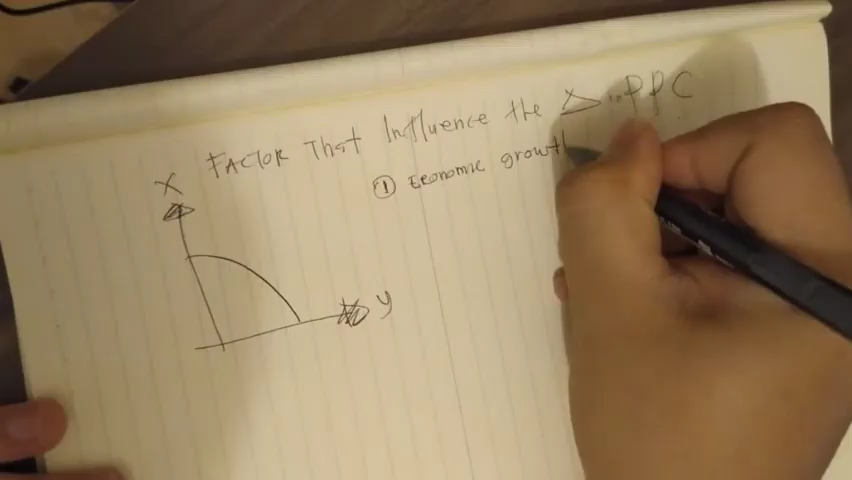 FACTOR THAT Influence the Δ in PPC
① Economic growth
X
y